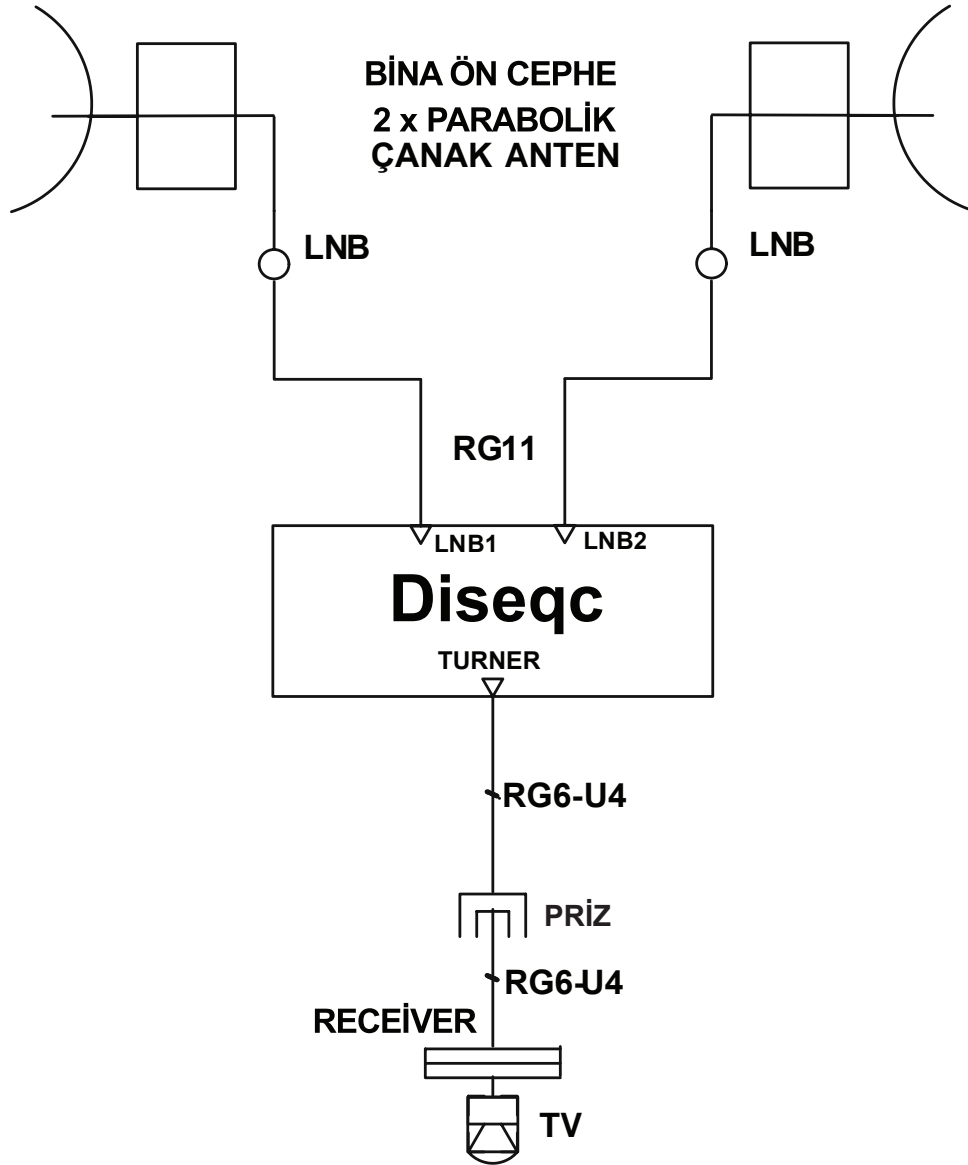 BİNA ÖN CEPHE
2 x PARABOLİK
ÇANAK ANTEN
LNB
LNB
RG11
LNB1
LNB2
Diseqc
TURNER
RG6-U4
PRİZ
RG6-U4
RECEİVER
TV